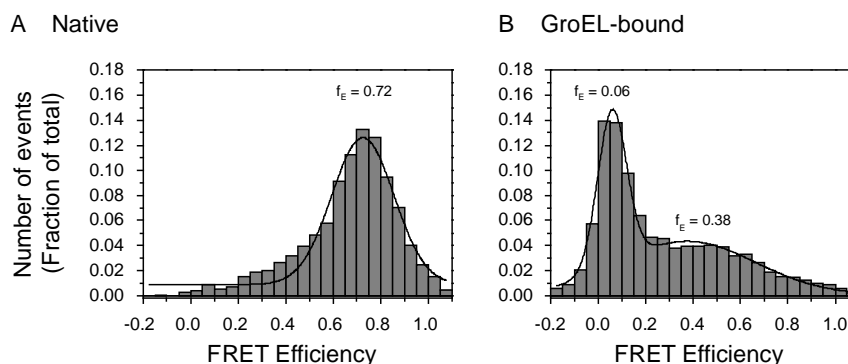 A Native
B GroEL-bound
Number of events
(Fraction of total)
0.18
0.16
0.14
0.12
0.10
0.08
0.06
0.04
0.02
0.00
f_E = 0.72
-0.2 0.0 0.2 0.4 0.6 0.8 1.0
FRET Efficiency
0.18
0.16
0.14
0.12
0.10
0.08
0.06
0.04
0.02
0.00
f_E = 0.06
f_E = 0.38
-0.2 0.0 0.2 0.4 0.6 0.8 1.0
FRET Efficiency